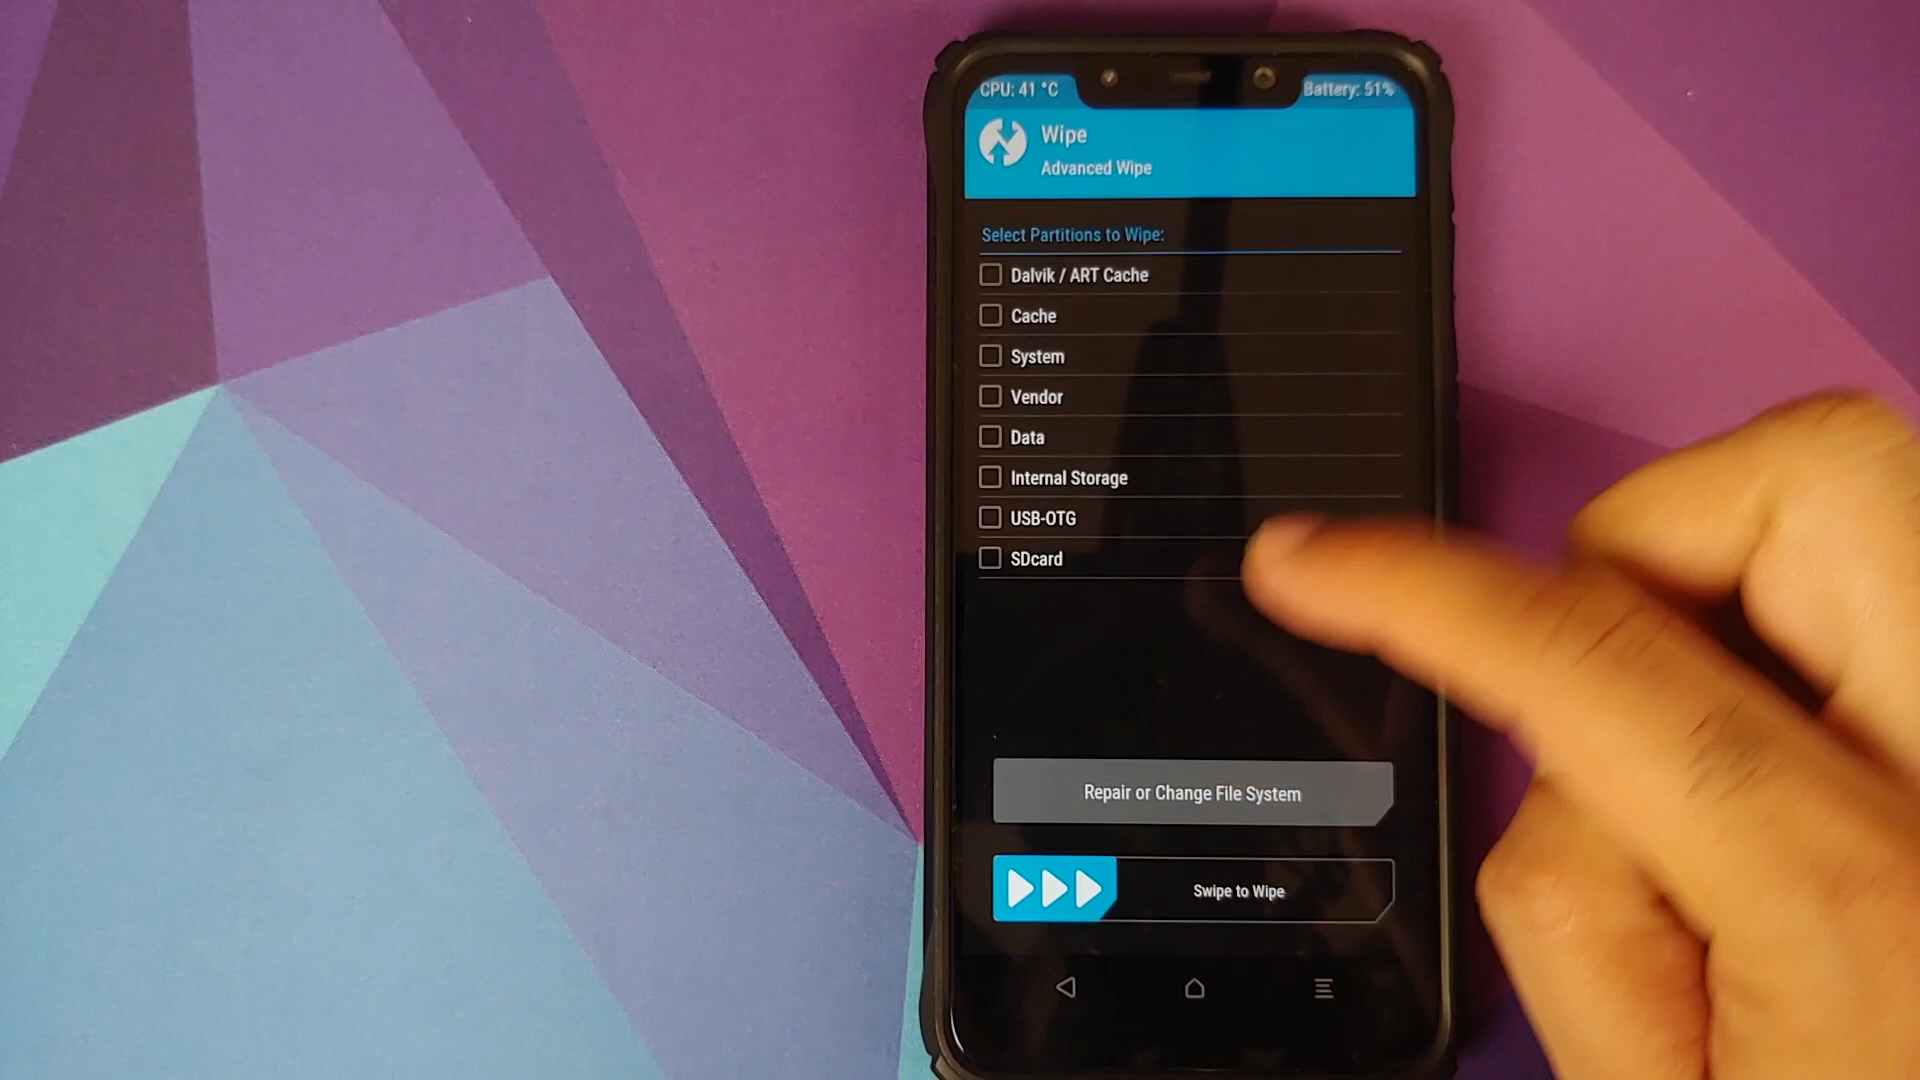 CPU: 41 °C
Battery: 51%
Wipe
Advanced Wipe
Select Partitions to Wipe:
Dalvik / ART Cache
Cache
System
Vendor
Data
Internal Storage
USB-OTG
SDcard
Repair or Change File System
Swipe to Wipe